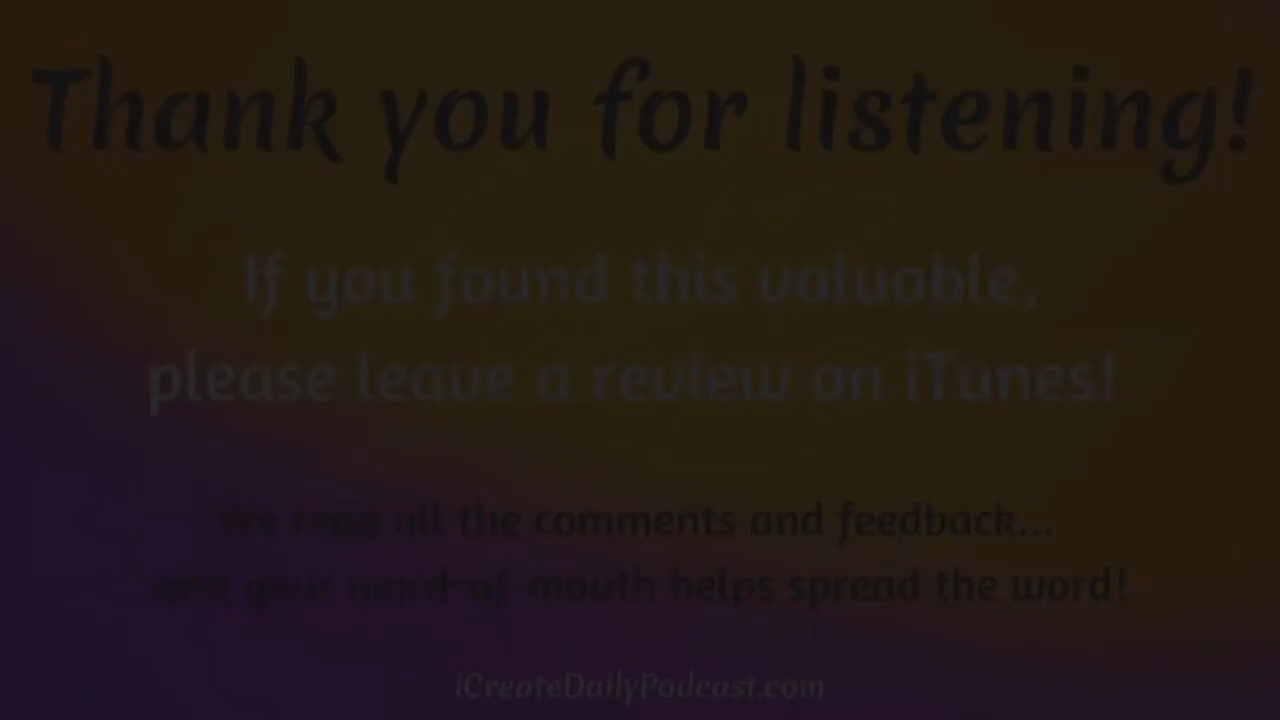 Thank you for listening!
If you found this valuable,
please leave a review on iTunes!
We read all the comments and feedback...
and your word-of-mouth helps spread the word!
iCreateDailyPodcast.com